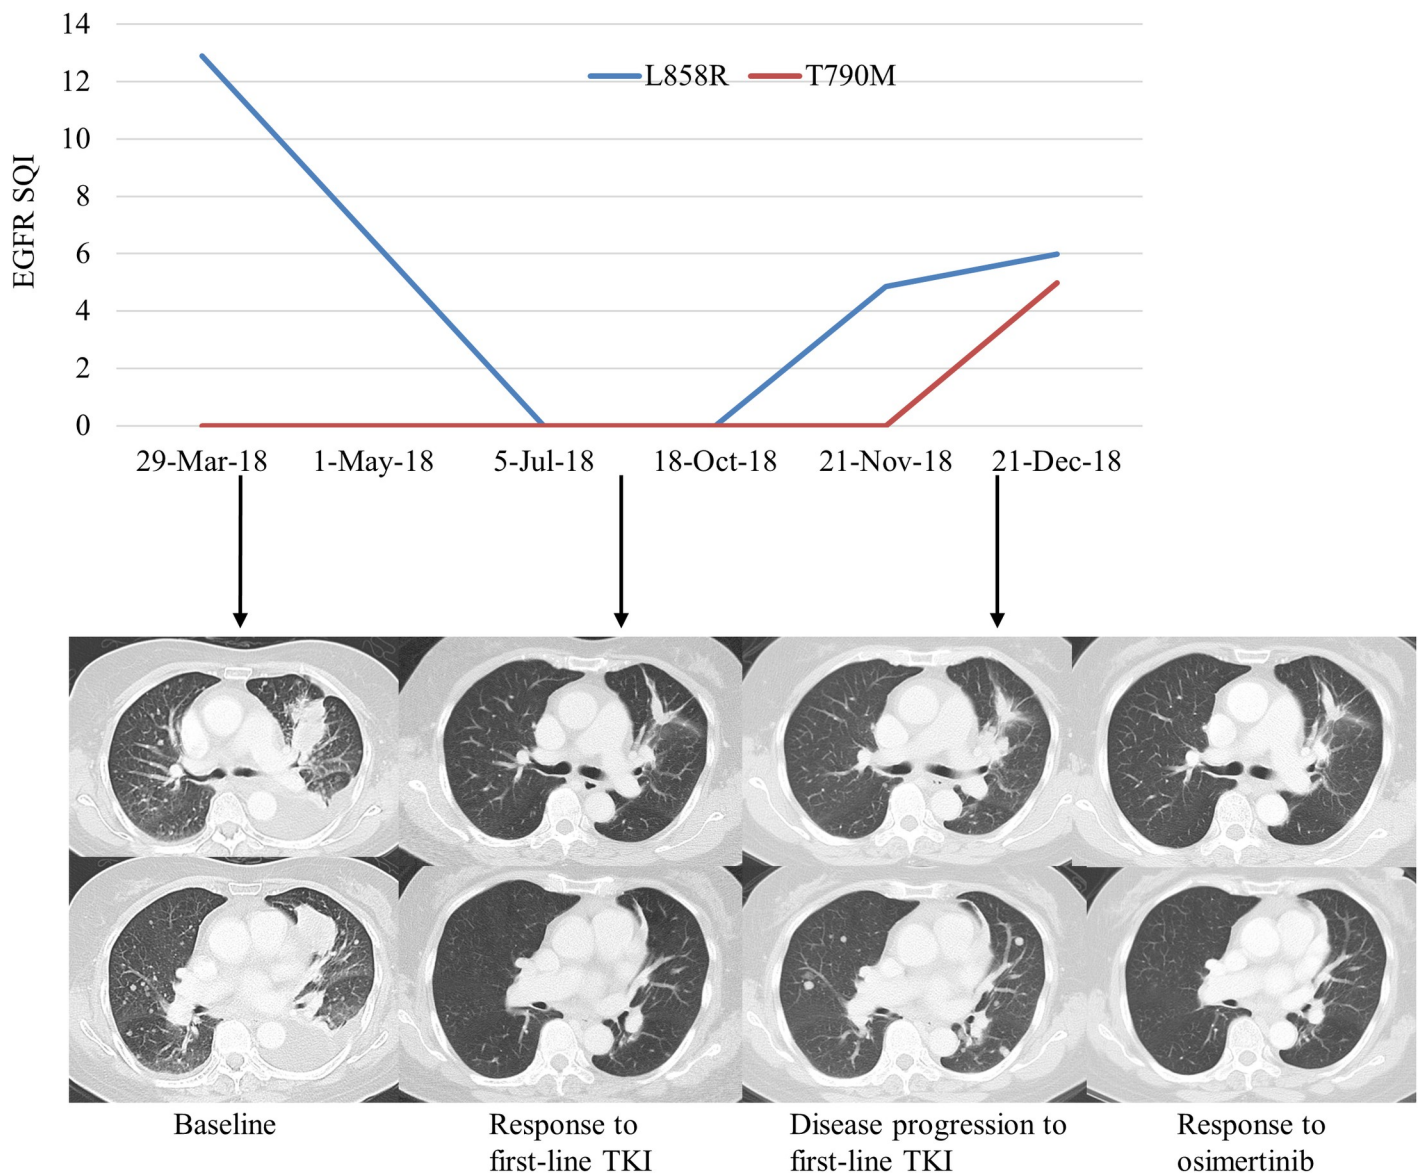 14
L858R
T790M
12
10
8
6
4
2
0
EGFR SQI
29-Mar-18
1-May-18
5-Jul-18
18-Oct-18
21-Nov-18
21-Dec-18
Baseline
Response to
first-line TKI
Disease progression to
first-line TKI
Response to
osimertinib